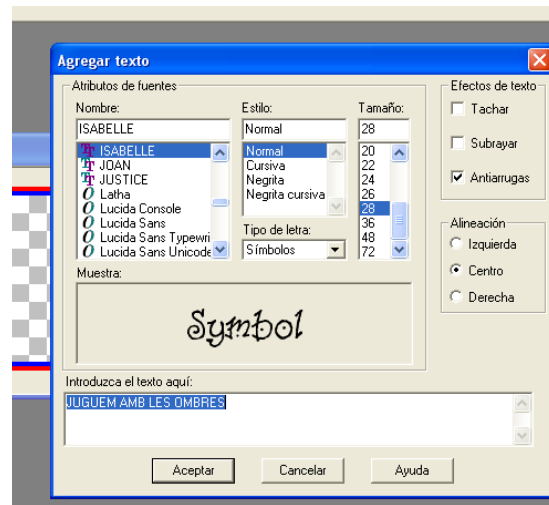 Agregar texto
Atributos de fuentes
Nombre:
ISABELLE
ISABELLE
JOAN
JUSTICE
Latha
Lucida Console
Lucida Sans
Lucida Sans Typewri
Lucida Sans Unicode
Estilo:
Normal
Normal
Cursiva
Negrita
Negrita cursiva
Tipo de letra:
Símbolos
Tamaño:
28
20
22
24
26
28
36
48
72
Muestra:
Symbol
Efectos de texto
Tachar
Subrayar
Antiarrugas
Alineación
Izquierda
Centro
Derecha
Introduzca el texto aquí:
JUGUEM AMB LES OMBRES
Aceptar
Cancelar
Ayuda